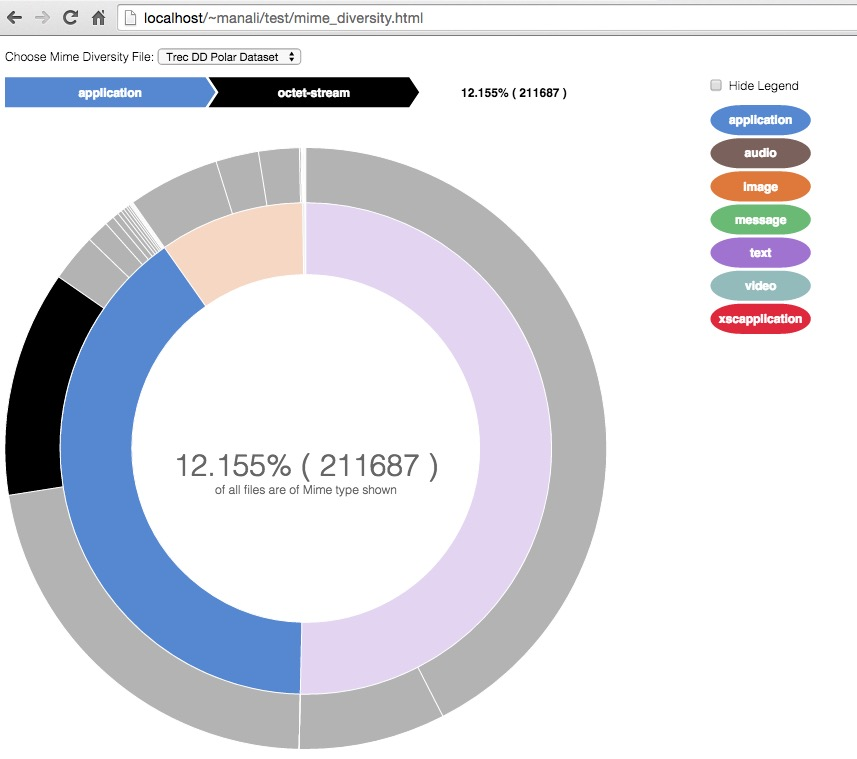 localhost/~manali/test/mime_diversity.html
Choose Mime Diversity File: Trec DD Polar Dataset
application octet-stream 12.155% ( 211687 )
Hide Legend
application
audio
image
message
text
video
xscapplication
12.155% ( 211687 )
of all files are of Mime type shown